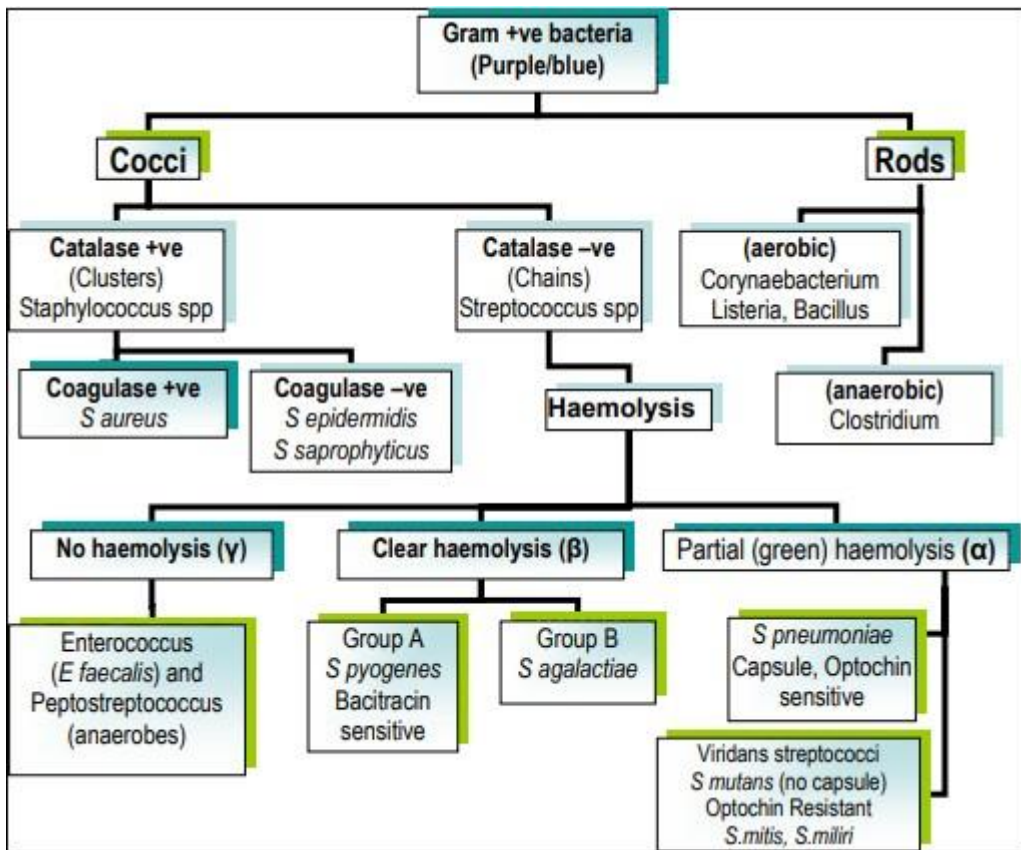 Gram +ve bacteria
(Purple/blue)
Cocci
Rods
Catalase +ve
(Clusters)
Staphylococcus spp
Catalase –ve
(Chains)
Streptococcus spp
(aerobic)
Corynaebacterium
Listeria, Bacillus
Coagulase +ve
S aureus
Coagulase –ve
S epidermidis
S saprophyticus
Haemolysis
(anaerobic)
Clostridium
No haemolysis (γ)
Clear haemolysis (β)
Partial (green) haemolysis (α)
Enterococcus
(E faecalis) and
Peptostreptococcus
(anaerobes)
Group A
S pyogenes
Bacitracin
sensitive
Group B
S agalactiae
S pneumoniae
Capsule, Optochin
sensitive
Viridans streptococci
S mutans (no capsule)
Optochin Resistant
S.mitis, S.miliri